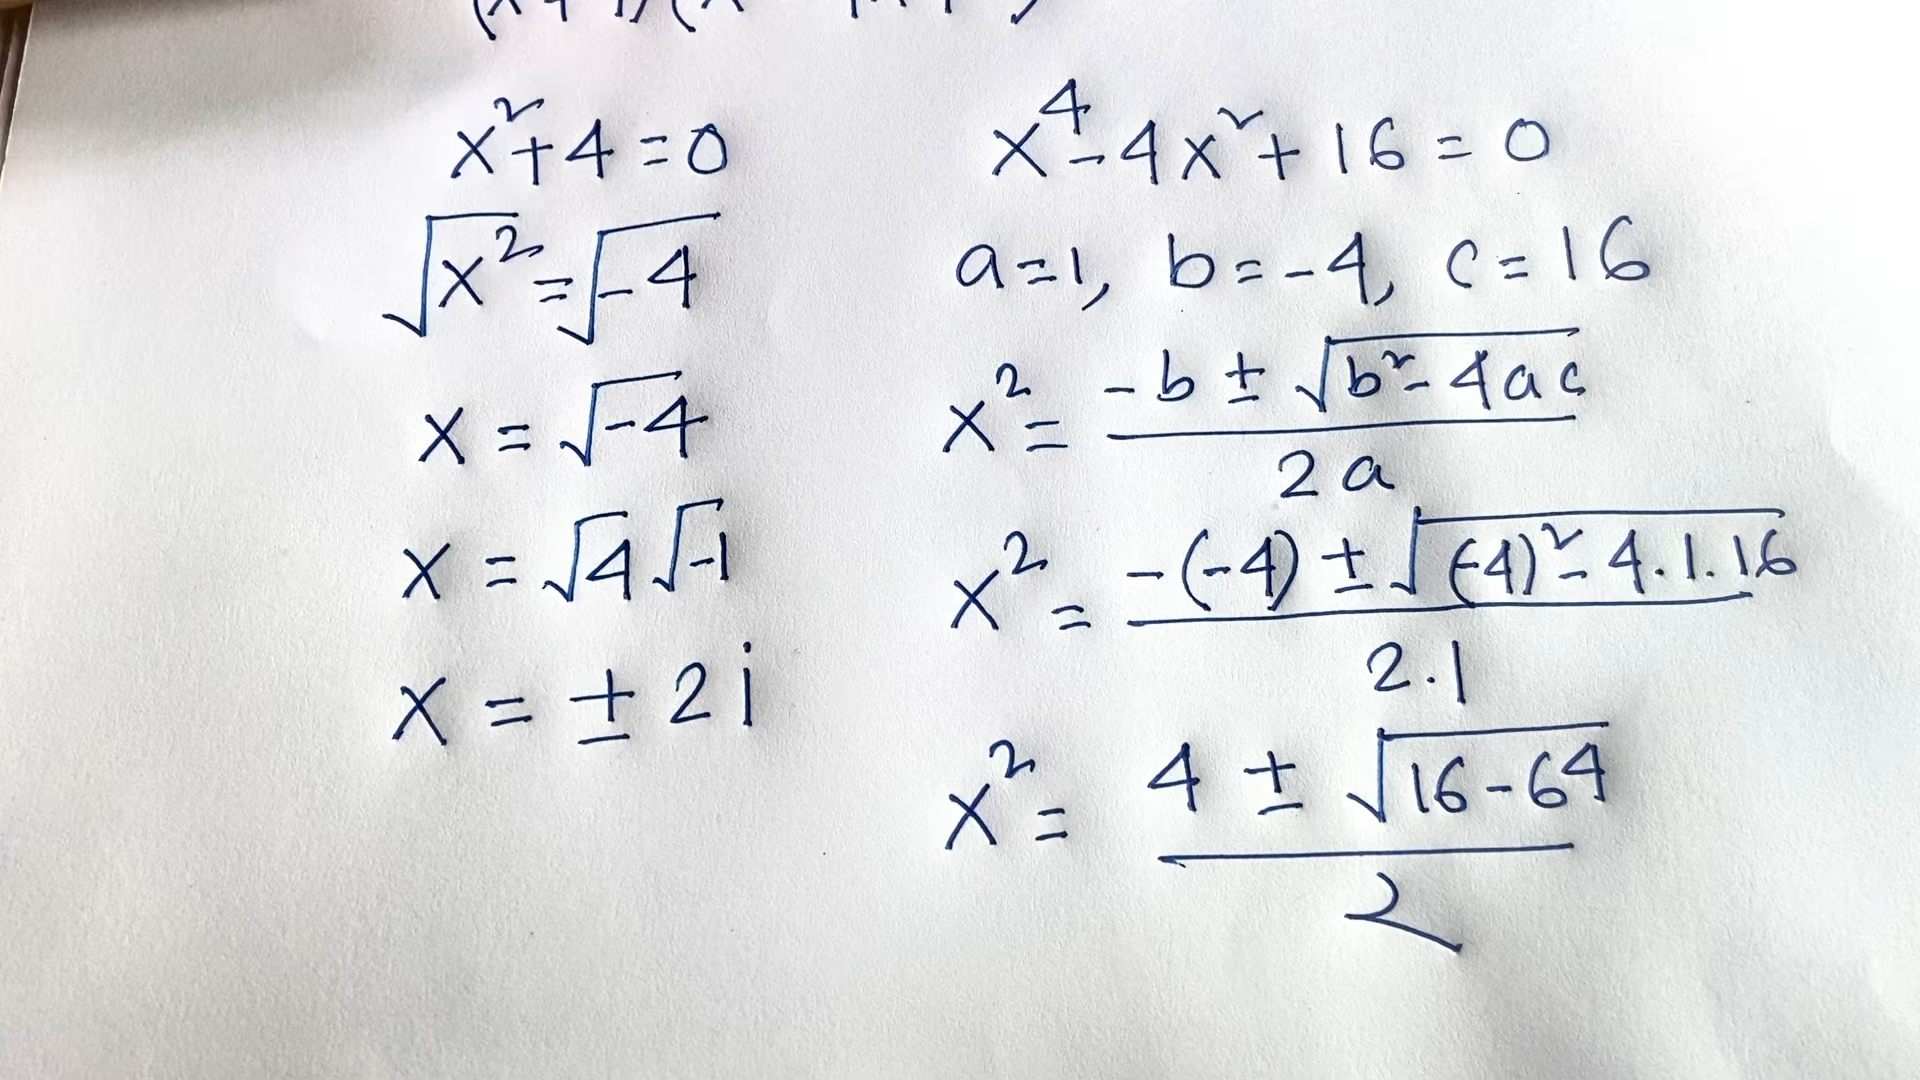 x²+4=0
√x²=√-4
x=√-4
x=√4√-1
x=±2i
x⁴-4x²+16=0
a=1, b=-4, c=16
x²= -b±√b²-4ac / 2a
x²= -(-4)±√(-4)²-4.1.16 / 2.1
x²= 4±√16-64 / 2